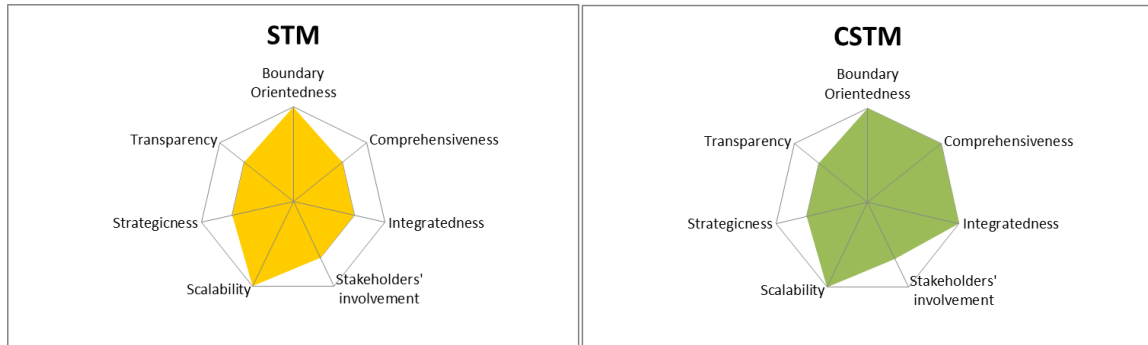 STM
Boundary
Orientedness
Transparency
Comprehensiveness
Strategicness
Integratedness
Scalability
Stakeholders'
involvement
CSTM
Boundary
Orientedness
Transparency
Comprehensiveness
Strategicness
Integratedness
Scalability
Stakeholders'
involvement